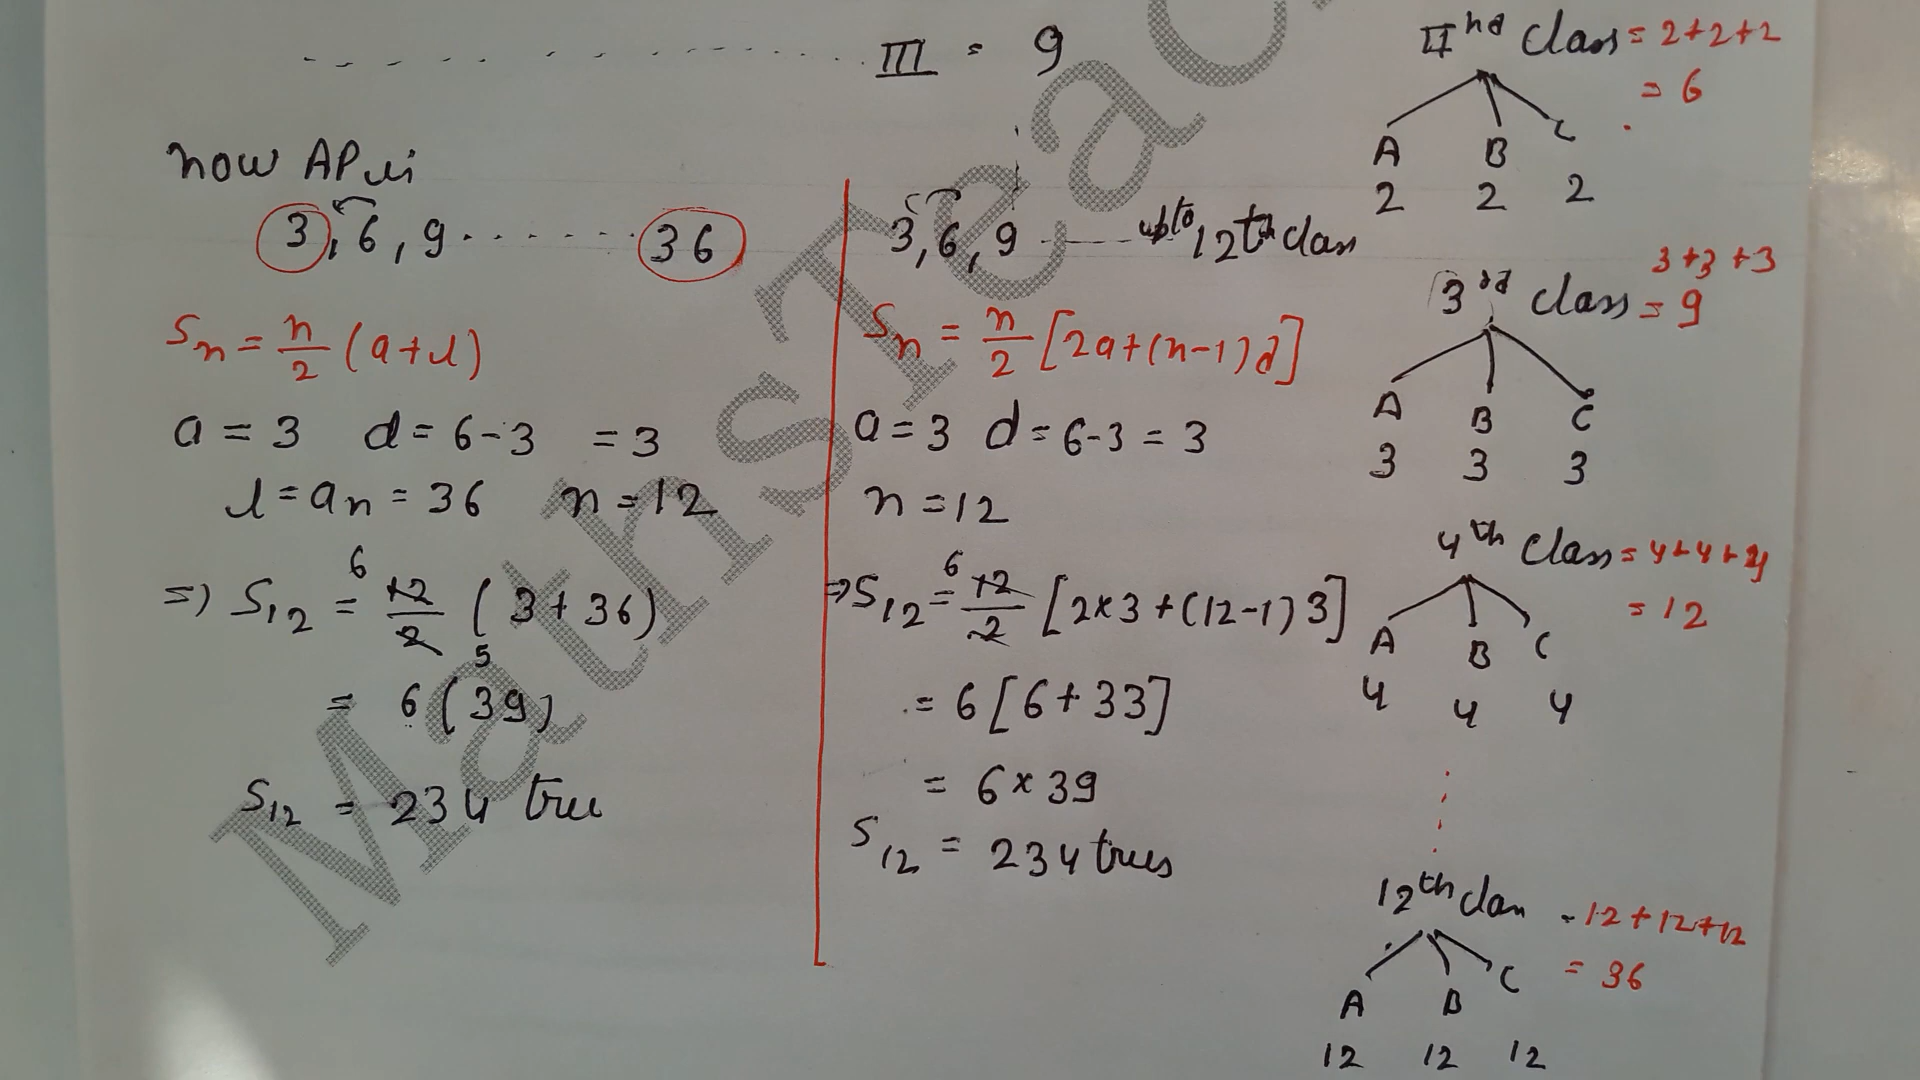 III = 9
now AP is
3, 6, 9 ....... 36
Sn = n/2 (a+l)
a = 3 d = 6-3 = 3
l = an = 36 n = 12
=) S12 = 6 12/2 (3+36)
5
= 6 (39)
S12 = 234 tree
3, 6, 9 ------ upto 12th class
Sn = n/2 [2a+(n-1)d]
a = 3 d = 6-3 = 3
n = 12
=) S12 = 6 12/2 [2×3+(12-1)3]
= 6 [6+33]
= 6×39
S12 = 234 trees
IInd Class = 2+2+2
= 6
A B C
2 2 2
3rd class = 9
3+3+3
A B C
3 3 3
4th Class = 4+4+4
= 12
A B C
4 4 4
12th class = 12+12+12
= 36
A B C
12 12 12
MathsTeac